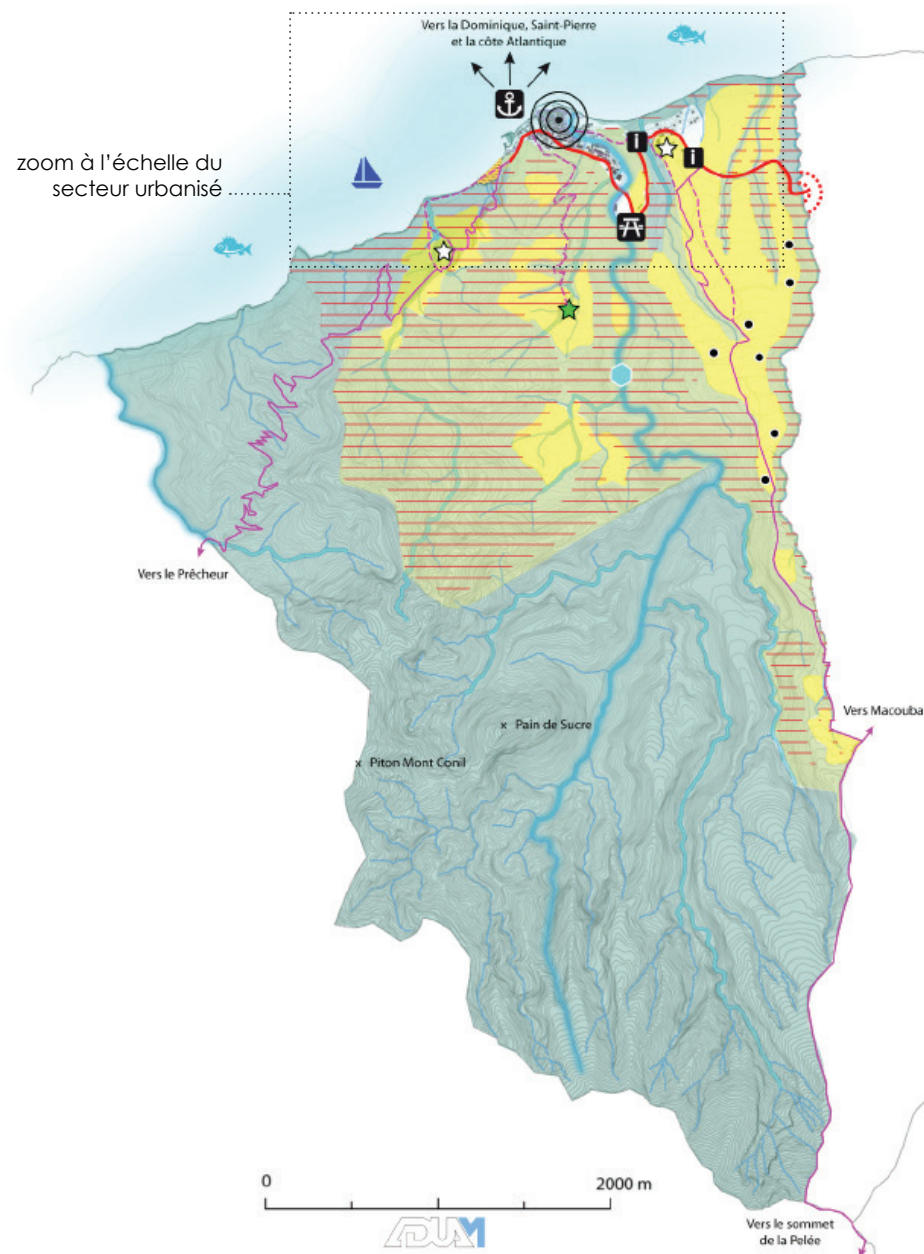 Vers la Dominique, Saint-Pierre
et la côte Atlantique
zoom à l'échelle du
secteur urbanisé
i
i
Vers le Prêcheur
Vers Macouba
x Pain de Sucre
x Piton Mont Conil
0 2000 m
ADUAM
Vers le sommet
de la Pelée